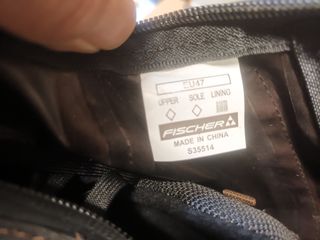 EU47
UPPER SOLE LINING
FISCHER
MADE IN CHINA
S35514